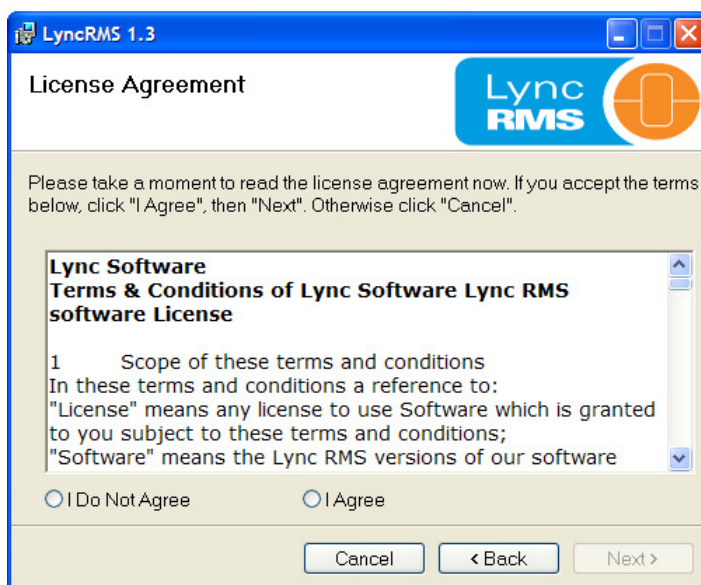 LyncRMS 1.3
License Agreement
Lync
RMS
Please take a moment to read the license agreement now. If you accept the terms
below, click "I Agree", then "Next". Otherwise click "Cancel".
Lync Software
Terms & Conditions of Lync Software Lync RMS
software License
1 Scope of these terms and conditions
In these terms and conditions a reference to:
"License" means any license to use Software which is granted
to you subject to these terms and conditions;
"Software" means the Lync RMS versions of our software
I Do Not Agree I Agree
Cancel < Back Next >